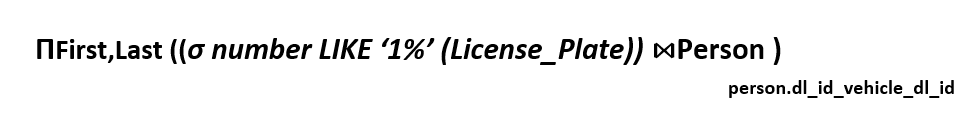 ΠFirst,Last ((σ number LIKE ‘1%’ (License_Plate)) ⋈Person )
person.dl_id_vehicle_dl_id